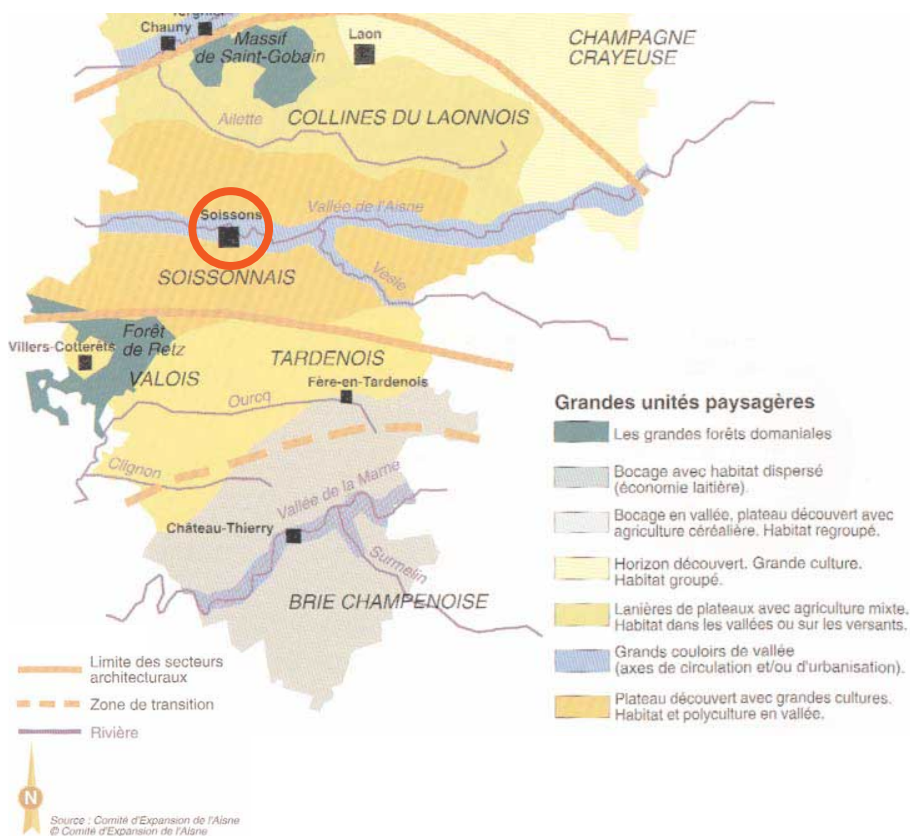 Tergnier
Chauny
Massif
de Saint-Gobain
Laon
CHAMPAGNE
CRAYEUSE
Ailette
COLLINES DU LAONNOIS
Soissons
Vallée de l'Aisne
SOISSONNAIS
Vesle
Forêt
de Retz
Villers-Cotterêts
VALOIS
TARDENOIS
Fère-en-Tardenois
Ourcq
Clignon
Vallée de la Marne
Château-Thierry
Surmelin
BRIE CHAMPENOISE
Grandes unités paysagères
Les grandes forêts domaniales
Bocage avec habitat dispersé
(économie laitière).
Bocage en vallée, plateau découvert avec
agriculture céréalière. Habitat regroupé.
Horizon découvert. Grande culture.
Habitat groupé.
Lanières de plateaux avec agriculture mixte.
Habitat dans les vallées ou sur les versants.
Grands couloirs de vallée
(axes de circulation et/ou d'urbanisation).
Plateau découvert avec grandes cultures.
Habitat et polyculture en vallée.
Limite des secteurs
architecturaux
Zone de transition
Rivière
N
Source : Comité d'Expansion de l'Aisne
© Comité d'Expansion de l'Aisne